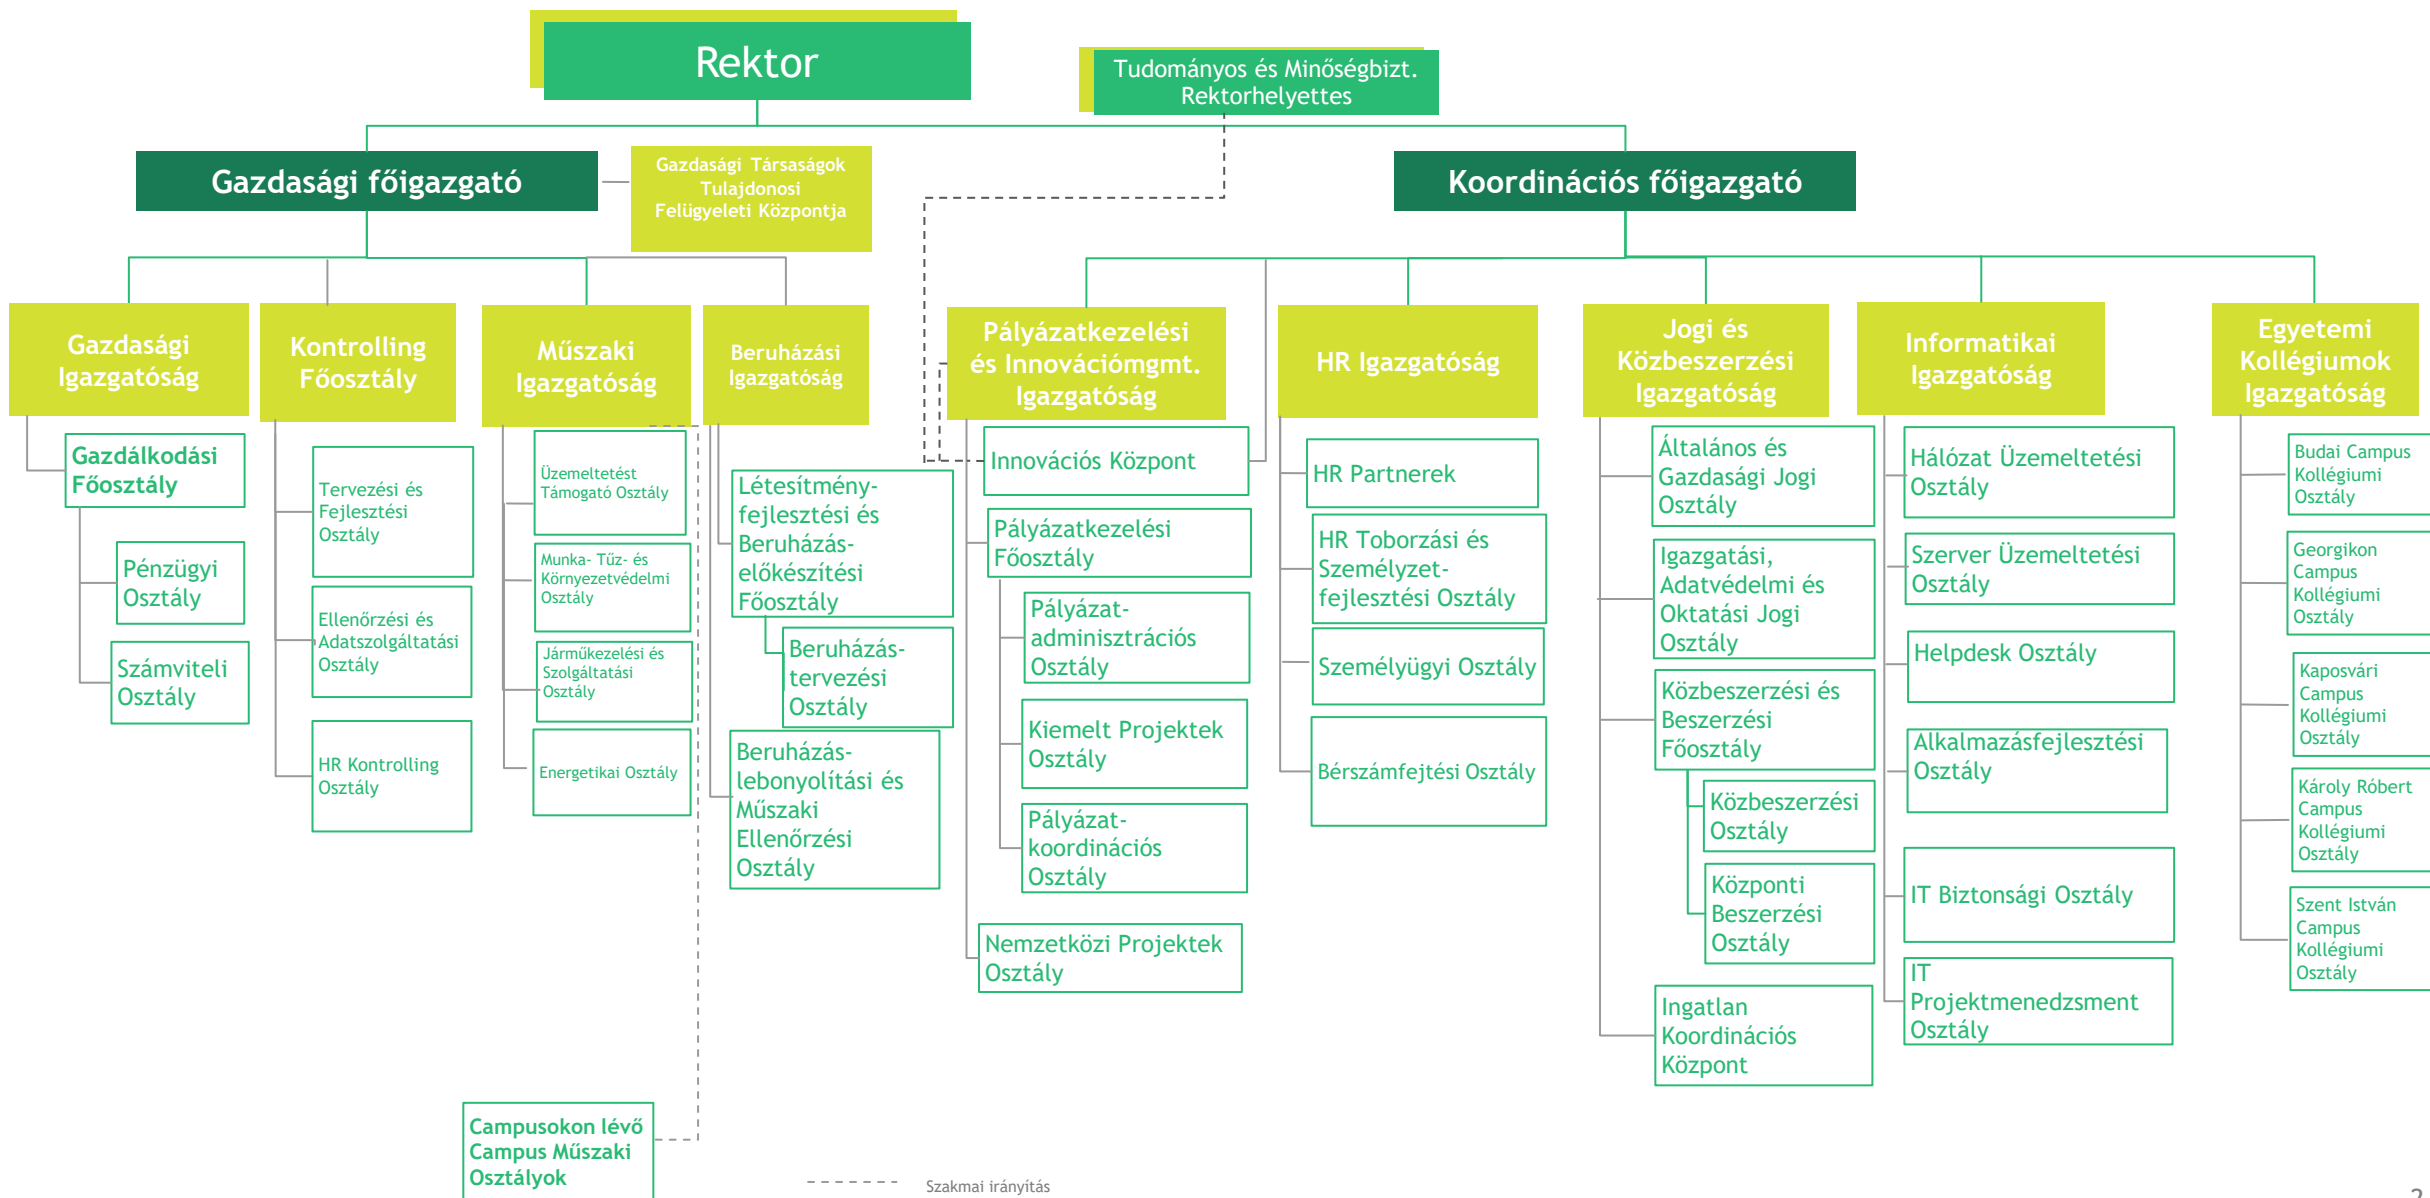 Rektor
Tudományos és Minőségbizt.
Rektorhelyettes
Gazdasági főigazgató
Gazdasági Társaságok
Tulajdonosi
Felügyeleti Központja
Koordinációs főigazgató
Gazdasági
Igazgatóság
Kontrolling
Főosztály
Műszaki
Igazgatóság
Beruházási
Igazgatóság
Pályázatkezelési
és Innovációmgmt.
Igazgatóság
HR Igazgatóság
Jogi és
Közbeszerzési
Igazgatóság
Informatikai
Igazgatóság
Egyetemi
Kollégiumok
Igazgatóság
Gazdálkodási
Főosztály
Pénzügyi
Osztály
Számviteli
Osztály
Tervezési és
Fejlesztési
Osztály
Ellenőrzési és
Adatszolgáltatási
Osztály
HR Kontrolling
Osztály
Üzemeltetést
Támogató Osztály
Munka- Tűz- és
Környezetvédelmi
Osztály
Járműkezelési és
Szolgáltatási
Osztály
Energetikai Osztály
Létesítmény-
fejlesztési és
Beruházás-
előkészítési
Főosztály
Beruházás-
tervezési
Osztály
Beruházás-
lebonyolítási és
Műszaki
Ellenőrzési
Osztály
Innovációs Központ
Pályázatkezelési
Főosztály
Pályázat-
adminisztrációs
Osztály
Kiemelt Projektek
Osztály
Pályázat-
koordinációs
Osztály
Nemzetközi Projektek
Osztály
HR Partnerek
HR Toborzási és
Személyzet-
fejlesztési Osztály
Személyügyi Osztály
Bérszámfejtési Osztály
Általános és
Gazdasági Jogi
Osztály
Igazgatási,
Adatvédelmi és
Oktatási Jogi
Osztály
Közbeszerzési és
Beszerzési
Főosztály
Közbeszerzési
Osztály
Központi
Beszerzési
Osztály
Ingatlan
Koordinációs
Központ
Hálózat Üzemeltetési
Osztály
Szerver Üzemeltetési
Osztály
Helpdesk Osztály
Alkalmazásfejlesztési
Osztály
IT Biztonsági Osztály
IT
Projektmenedzsment
Osztály
Budai Campus
Kollégiumi
Osztály
Georgikon
Campus
Kollégiumi
Osztály
Kaposvári
Campus
Kollégiumi
Osztály
Károly Róbert
Campus
Kollégiumi
Osztály
Szent István
Campus
Kollégiumi
Osztály
Campusokon lévő
Campus Műszaki
Osztályok
Szakmai irányítás